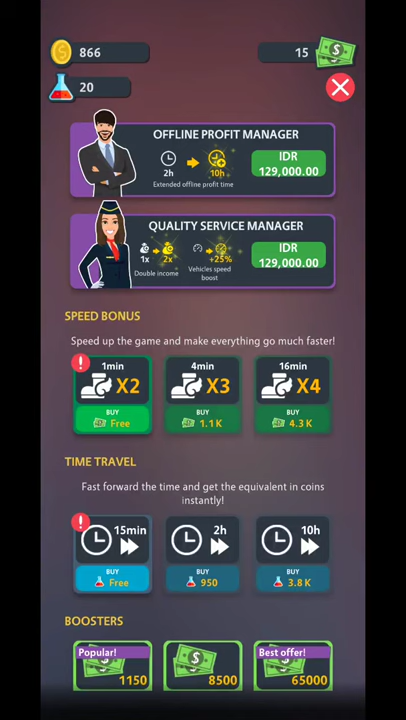 866
15
20
OFFLINE PROFIT MANAGER
2h
10h
Extended offline profit time
IDR
129,000.00
QUALITY SERVICE MANAGER
1x
2x
+25%
Double income
Vehicles speed
boost
IDR
129,000.00
SPEED BONUS
Speed up the game and make everything go much faster!
1min
X2
BUY
Free
4min
X3
BUY
1.1 K
16min
X4
BUY
4.3 K
TIME TRAVEL
Fast forward the time and get the equivalent in coins
instantly!
15min
BUY
Free
2h
BUY
950
10h
BUY
3.8 K
BOOSTERS
Popular!
1150
8500
Best offer!
65000